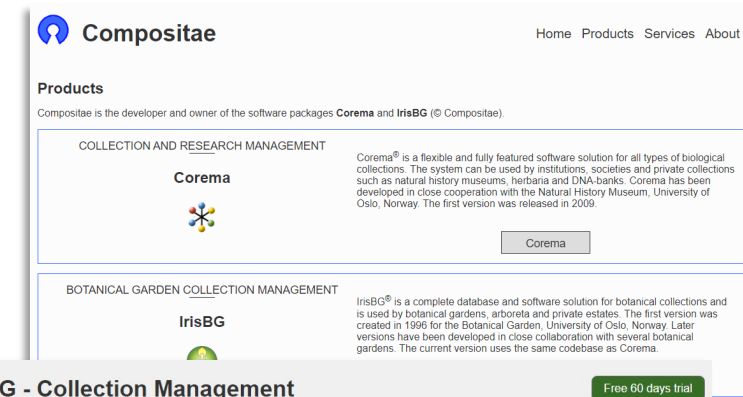 Compositae
Home Products Services About
Products
Compositae is the developer and owner of the software packages Corema and IrisBG (© Compositae).
COLLECTION AND RESEARCH MANAGEMENT
Corema
Corema® is a flexible and fully featured software solution for all types of biological
collections. The system can be used by institutions, societies and private collections
such as natural history museums, herbaria and DNA-banks. Corema has been
developed in close cooperation with the Natural History Museum, University of
Oslo, Norway. The first version was released in 2009.
Corema
BOTANICAL GARDEN COLLECTION MANAGEMENT
IrisBG
IrisBG® is a complete database and software solution for botanical collections and
is used by botanical gardens, arboreta and private estates. The first version was
created in 1996 for the Botanical Garden, University of Oslo, Norway. Later
versions have been developed in close collaboration with several botanical
gardens. The current version uses the same codebase as Corema.
G - Collection Management
Free 60 days trial